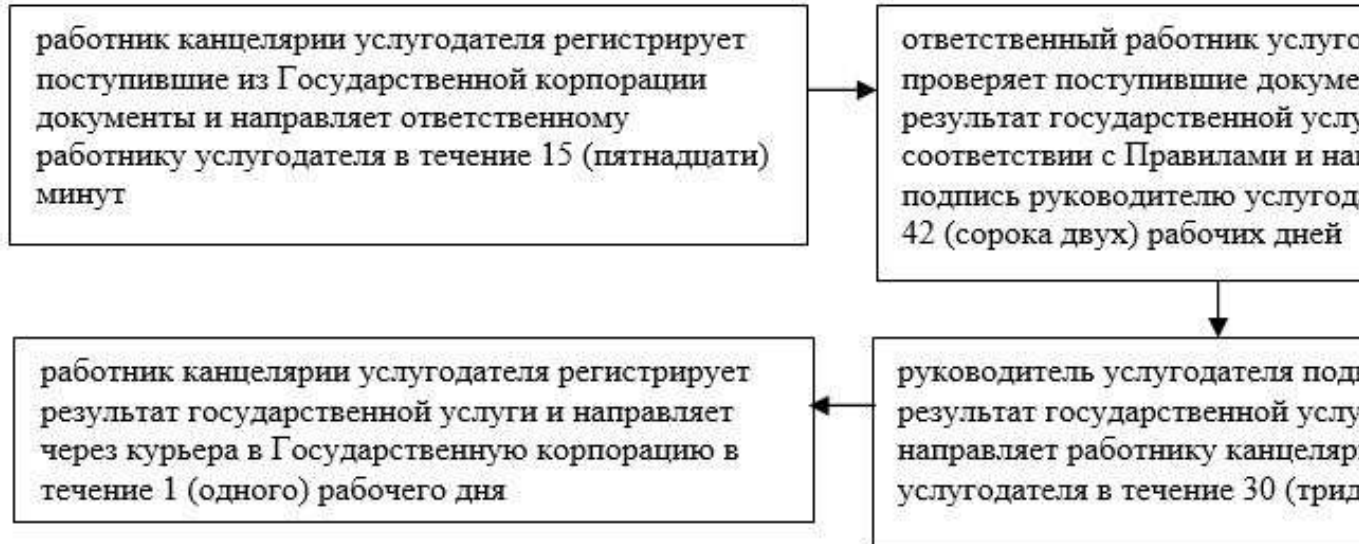 работник канцелярии услугодателя регистрирует
поступившие из Государственной корпорации
документы и направляет ответственному
работнику услугодателя в течение 15 (пятнадцати)
минут
ответственный работник
проверяет поступившие
результат государственной
соответствии с Правилами и
подпись руководителю
42 (сорока двух) рабочих дней
руководитель услугодателя
результат государственной
направляет работнику
услугодателя в течение 30
работник канцелярии услугодателя регистрирует
результат государственной услуги и направляет
через курьера в Государственную корпорацию в
течение 1 (одного) рабочего дня